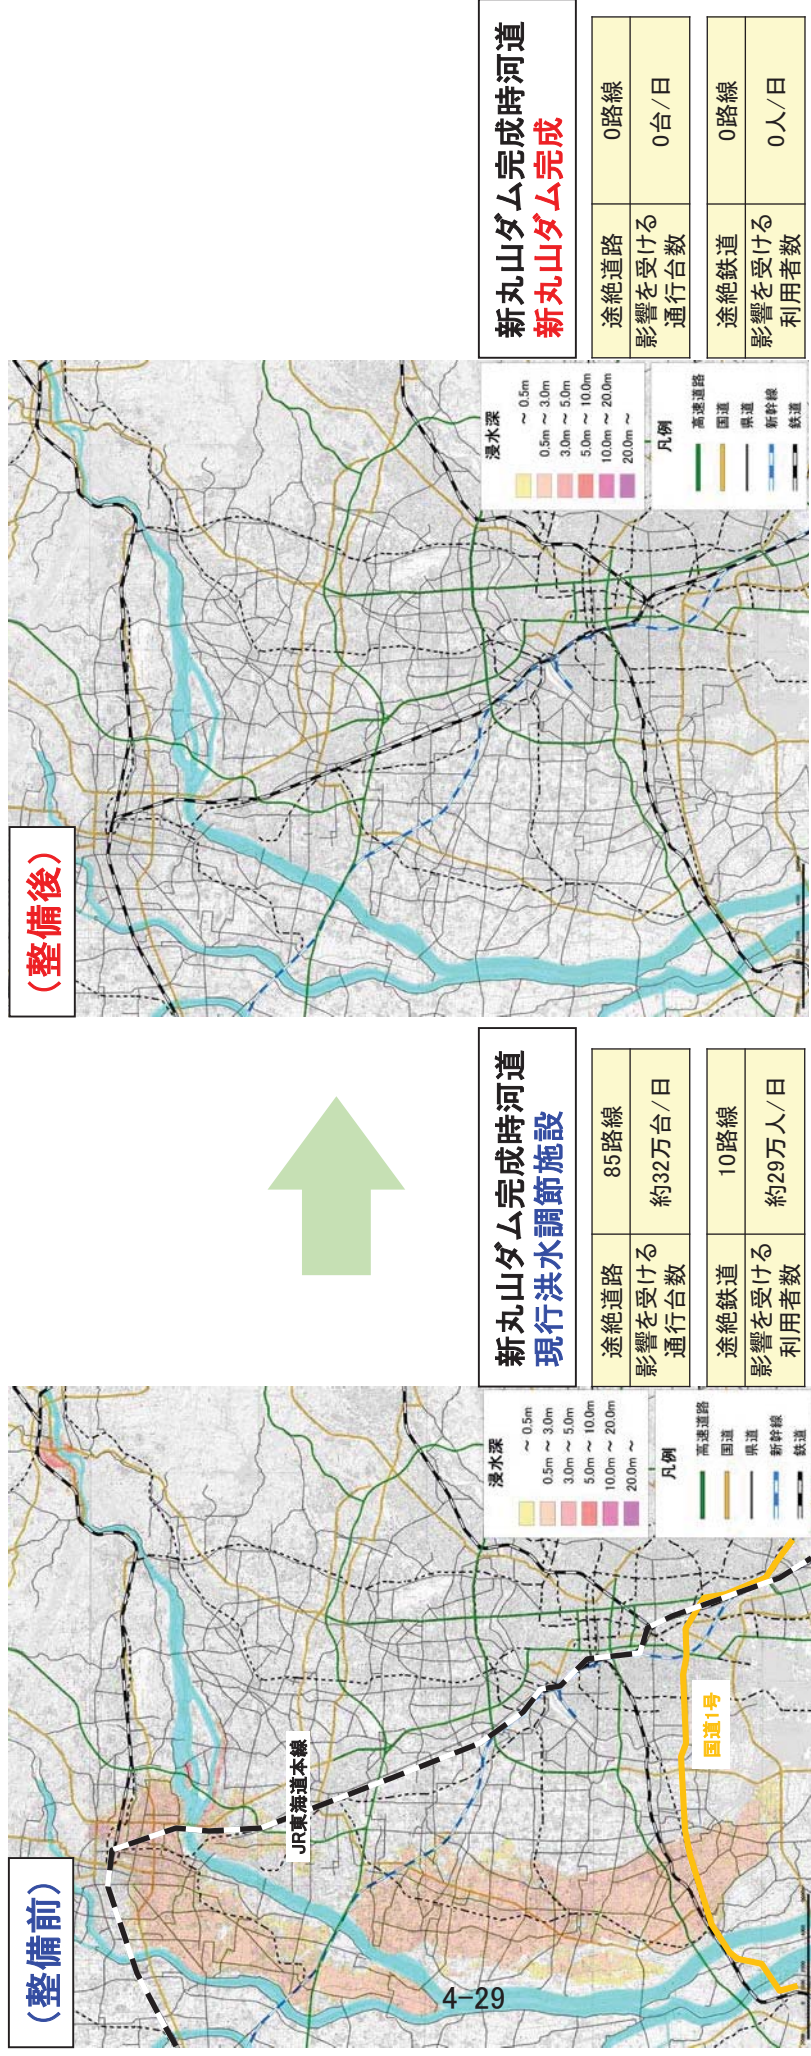 (整備前)
JR東海道本線
国道1号
浸水深
～ 0.5m
0.5m ～ 3.0m
3.0m ～ 5.0m
5.0m ～ 10.0m
10.0m ～ 20.0m
20.0m ～
凡例
高速道路
国道
県道
新幹線
鉄道
新丸山ダム完成時河道
現行洪水調節施設
途絶道路 85路線
影響を受ける
通行台数 約32万台/日
途絶鉄道 10路線
影響を受ける
利用者数 約29万人/日
(整備後)
浸水深
～ 0.5m
0.5m ～ 3.0m
3.0m ～ 5.0m
5.0m ～ 10.0m
10.0m ～ 20.0m
20.0m ～
凡例
高速道路
国道
県道
新幹線
鉄道
新丸山ダム完成時河道
新丸山ダム完成
途絶道路 0路線
影響を受ける
通行台数 0台/日
途絶鉄道 0路線
影響を受ける
利用者数 0人/日
4-29